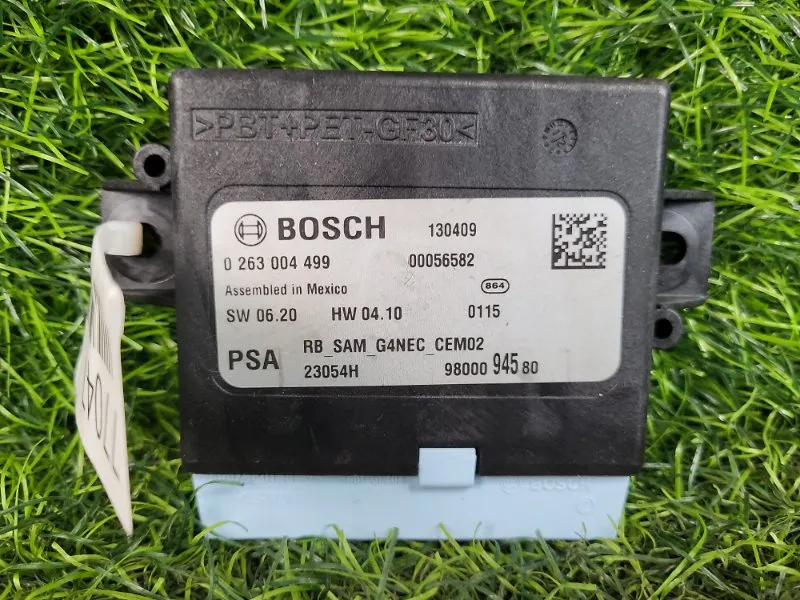 >PBT+PET-GF30<
BOSCH 130409
0 263 004 499 00056582
Assembled in Mexico 864
SW 06.20 HW 04.10 0115
PSA RB_SAM_G4NEC_CEM02
23054H 98000 945 80
BOSCH